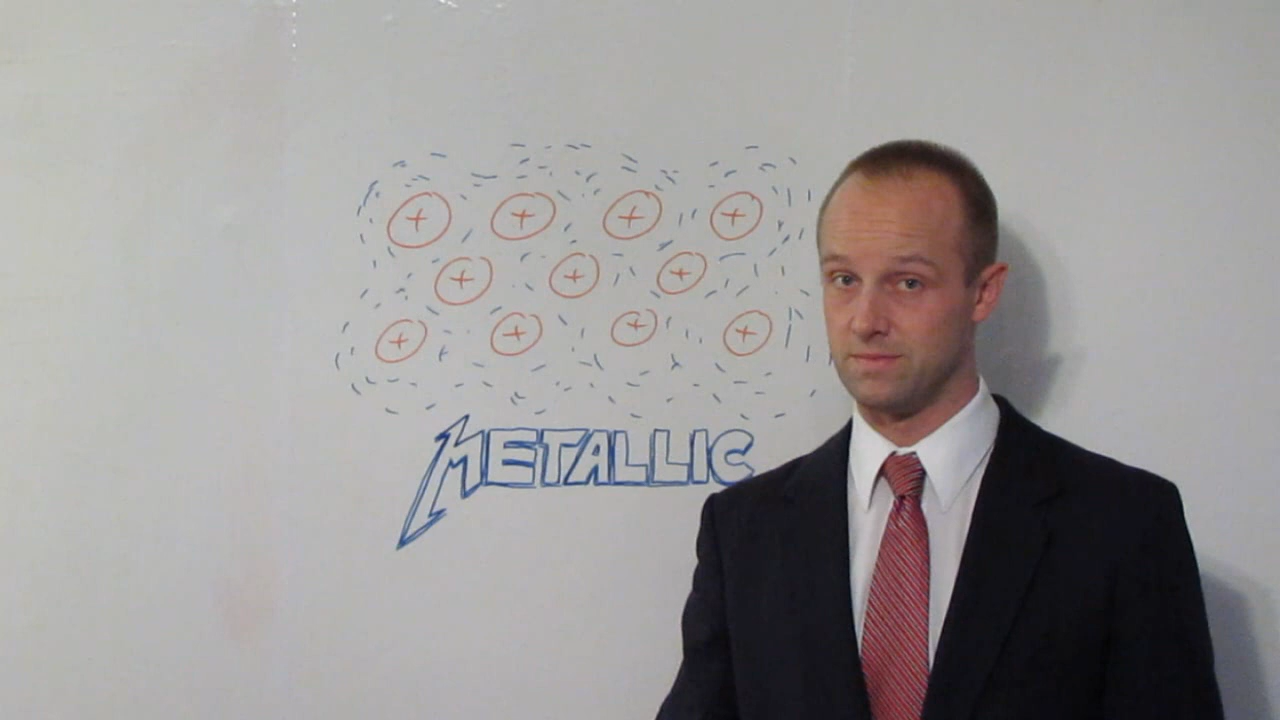 + + + +
+ + +
+ + + +
METALLIC